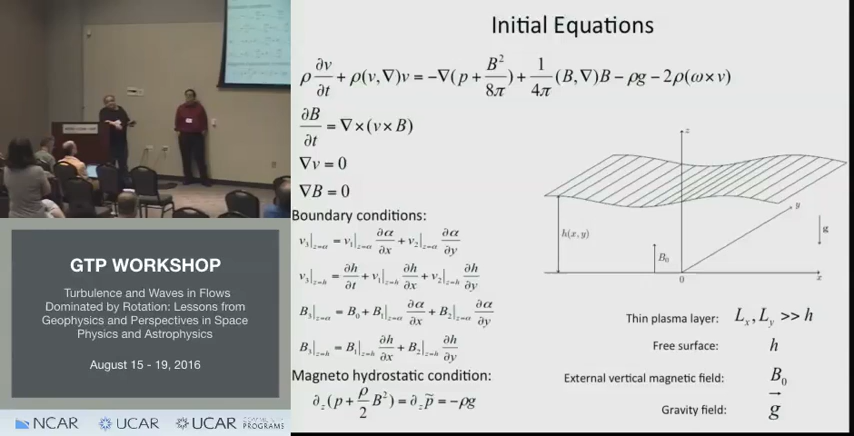 Initial Equations
ρ ∂v/∂t + ρ(v,∇)v = −∇(p + B²/8π) + 1/4π (B,∇)B − ρg − 2ρ(ω×v)
∂B/∂t = ∇×(v×B)
∇v = 0
∇B = 0
Boundary conditions:
v₃|z=α = v₁|z=α ∂α/∂x + v₂|z=α ∂α/∂y
v₃|z=h = ∂h/∂t + v₁|z=h ∂h/∂x + v₂|z=h ∂h/∂y
B₃|z=α = B₀ + B₁|z=α ∂α/∂x + B₂|z=α ∂α/∂y
B₃|z=h = B₁|z=h ∂h/∂x + B₂|z=h ∂h/∂y
Magneto hydrostatic condition:
∂z(p + ρ/2 B²) = ∂z p̃ = −ρg
z
y
h(x,y)
g
B₀
0
x
Thin plasma layer: Lx, Ly >> h
Free surface: h
External vertical magnetic field: B₀
Gravity field: g⃗
GTP WORKSHOP
Turbulence and Waves in Flows
Dominated by Rotation: Lessons from
Geophysics and Perspectives in Space
Physics and Astrophysics
August 15 - 19, 2016
NCAR
UCAR
UCAR
PROGRAMS